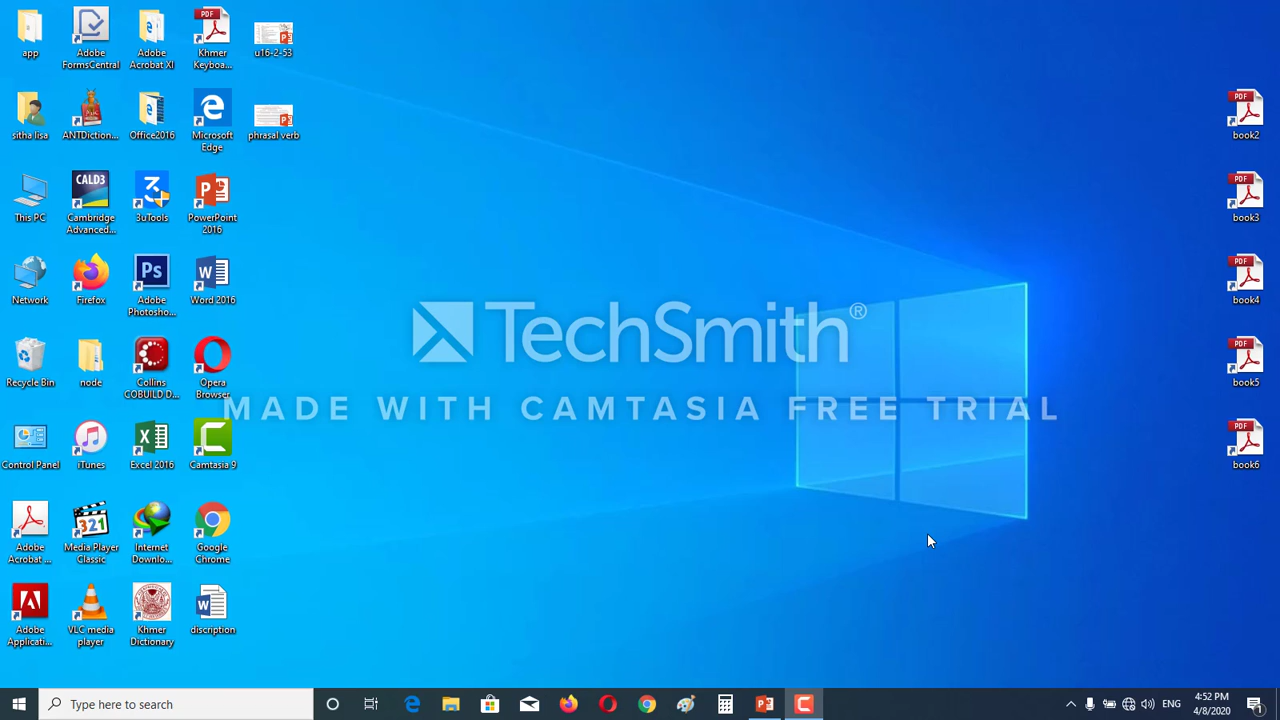 app
Adobe
FormsCentral
Adobe
Acrobat XI
Khmer
Keyboa...
u16-2-53
sitha lisa
ANTDiction...
Office2016
Microsoft
Edge
phrasal verb
This PC
CALD3
Cambridge
Advanced...
3uTools
PowerPoint
2016
Network
Firefox
Ps
Adobe
Photosho...
Word 2016
Recycle Bin
node
Collins
COBUILD D...
Opera
Browser
Control Panel
iTunes
Excel 2016
Camtasia 9
Adobe
Acrobat ...
321
Media Player
Classic
Internet
Downlo...
Google
Chrome
Adobe
Applicati...
VLC media
player
Khmer
Dictionary
discription
TechSmith®
MADE WITH CAMTASIA FREE TRIAL
PDF
book2
PDF
book3
PDF
book4
PDF
book5
PDF
book6
Type here to search
ENG
4:52 PM
4/8/2020